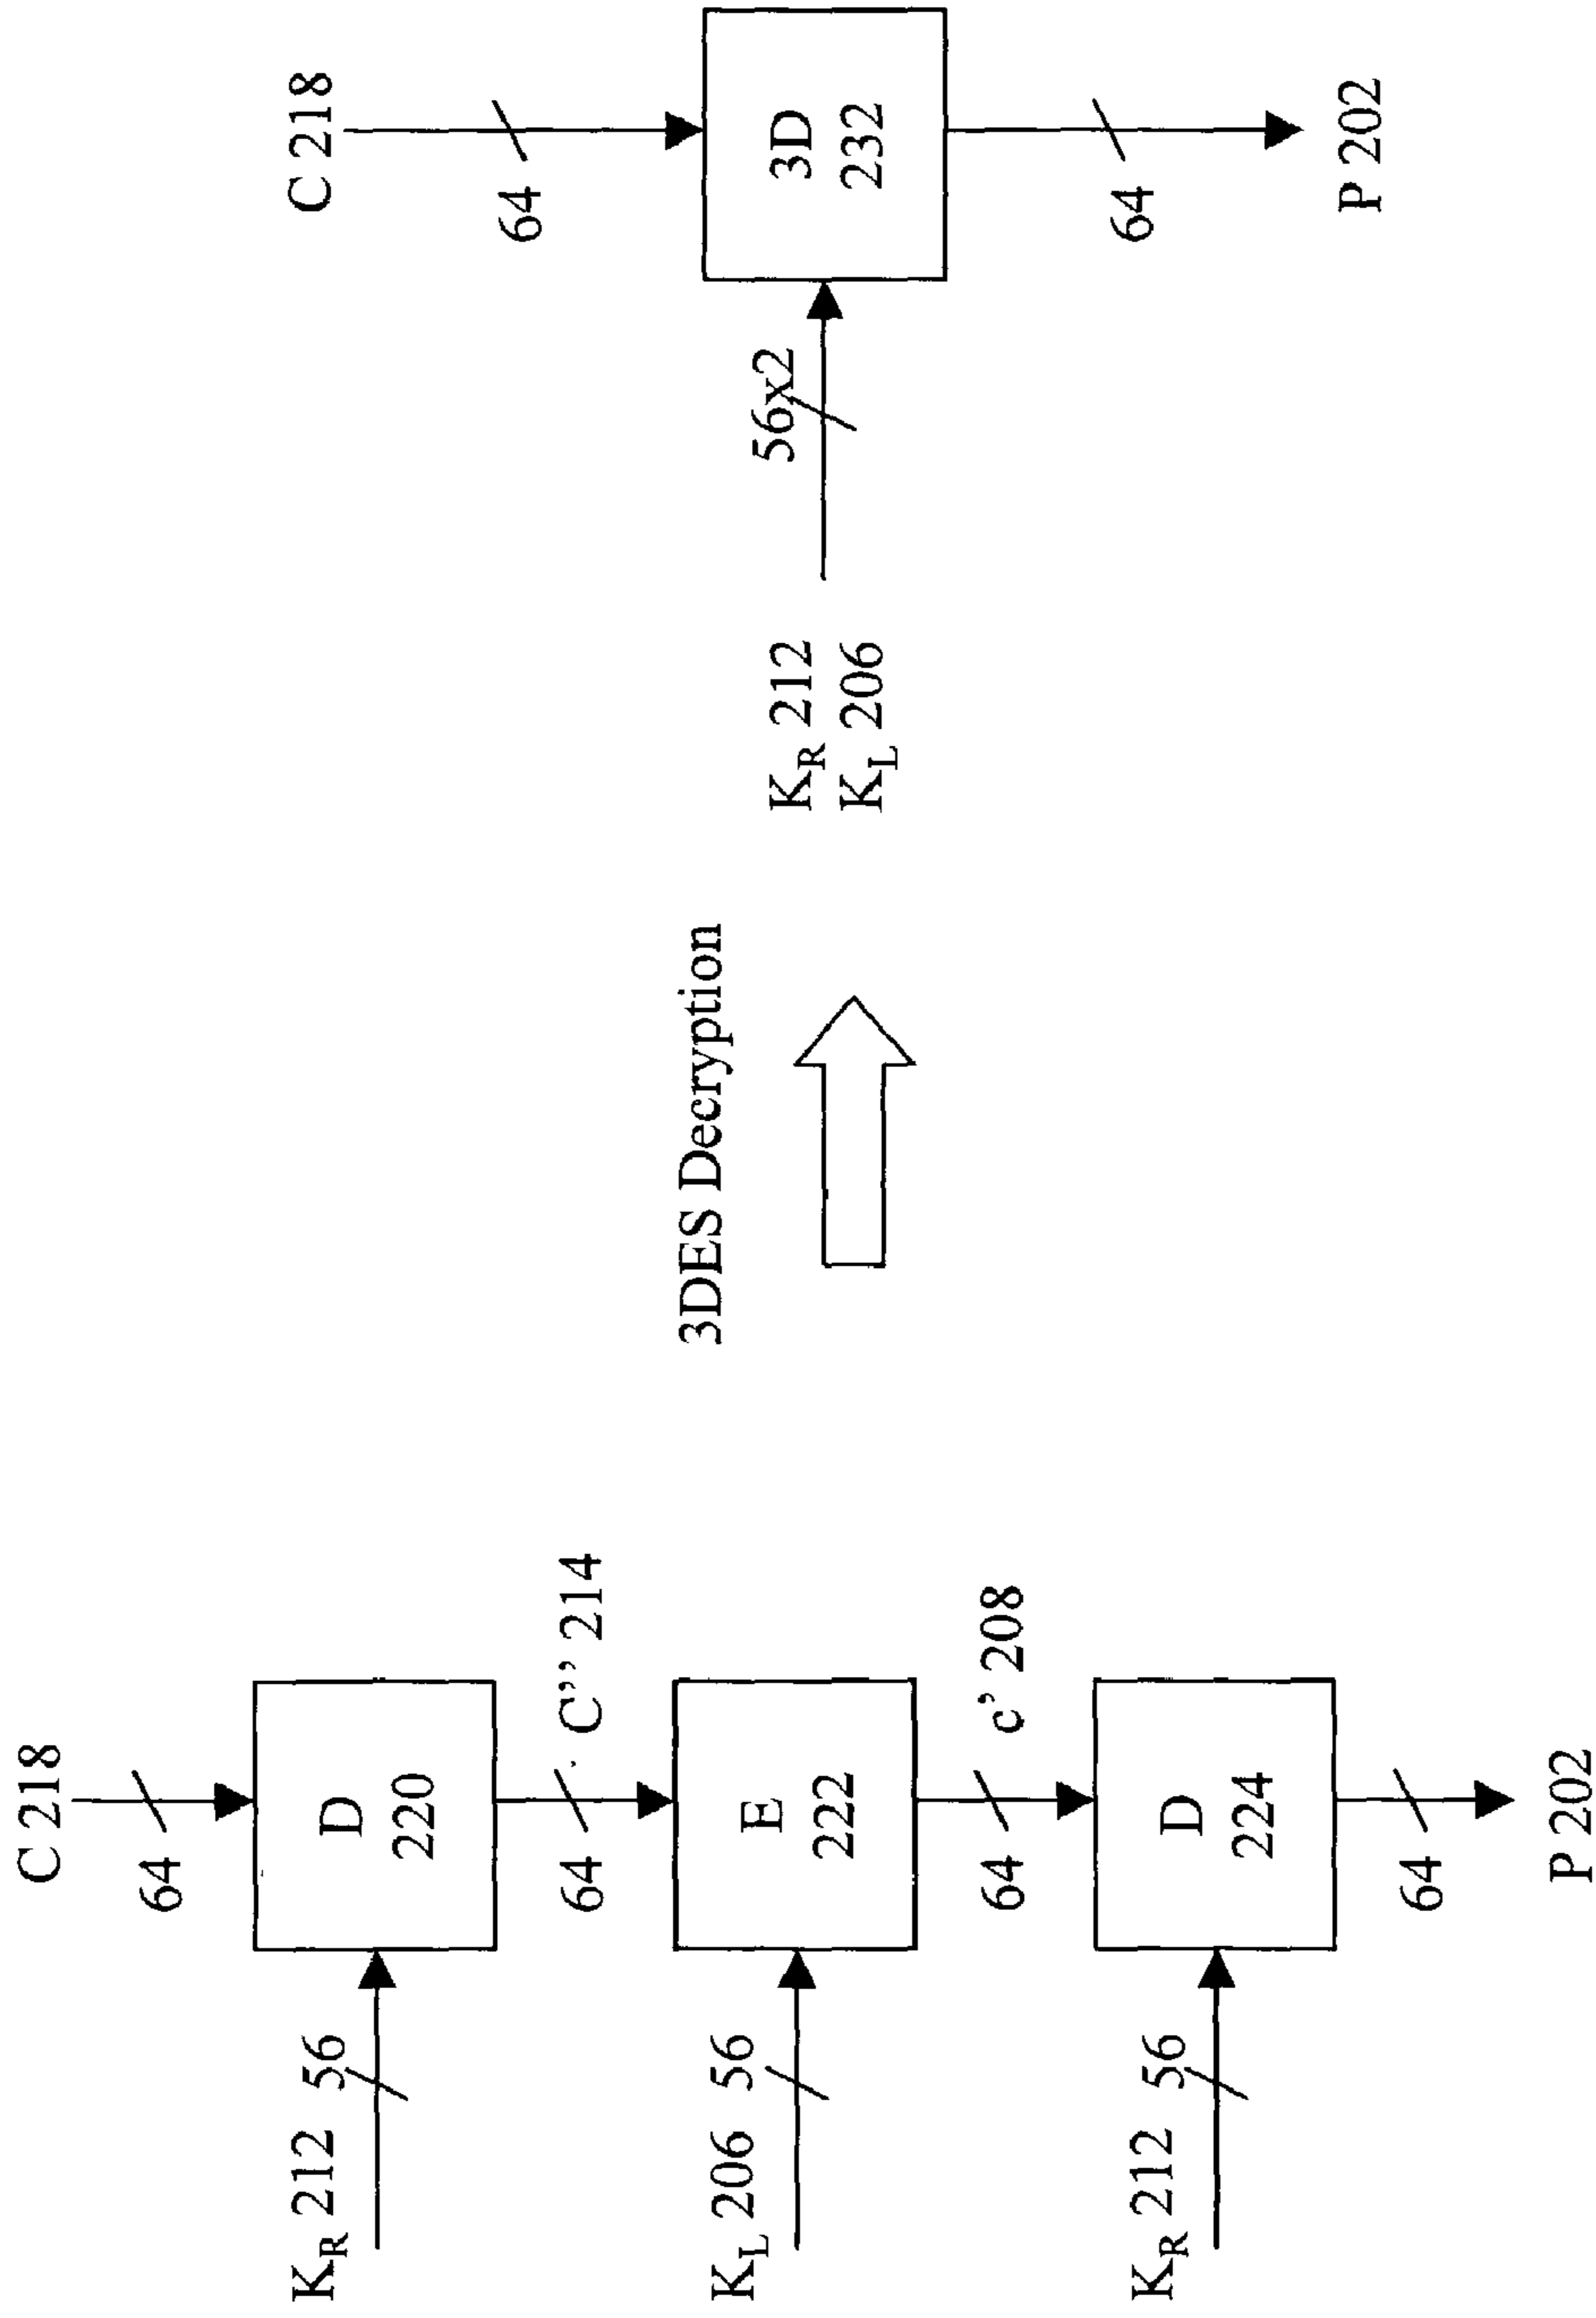 C 218
64
K_R 212 56
D
220
64
C’’ 214
K_L 206 56
E
222
64
c’ 208
K_R 212 56
D
224
64
P 202
3DES Decryption
C 218
64
K_R 212
K_L 206
56x2
3D
232
64
P 202